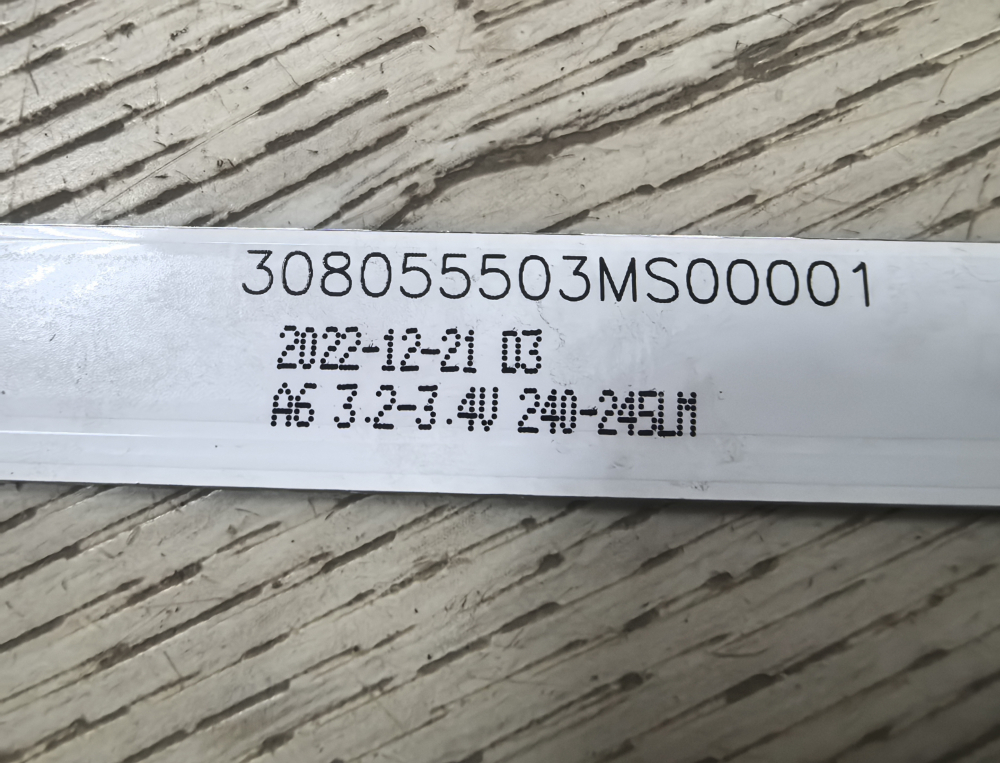 308055503MS00001
2022-12-21 D3
A6 3.2-3.4V 240-245LM